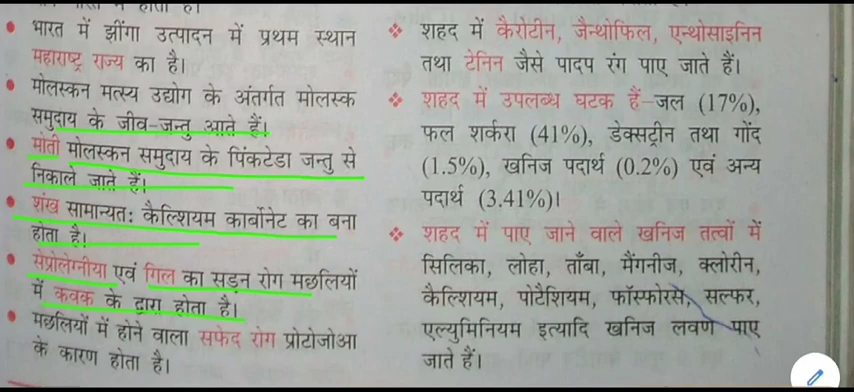 भारत में झींगा उत्पादन में प्रथम स्थान
महाराष्ट्र राज्य का है।
मोलस्कन मत्स्य उद्योग के अंतर्गत मोलस्क
समुदाय के जीव-जन्तु आते हैं।
मोती मोलस्कन समुदाय के पिंकटेडा जन्तु से
निकाले जाते हैं।
शंख सामान्यतः कैल्शियम कार्बोनेट का बना
होता है।
सेप्रोलेग्नीया एवं गिल का सड़न रोग मछलियों
में कवक के द्वारा होता है।
मछलियों में होने वाला सफेद रोग प्रोटोजोआ
के कारण होता है।
शहद में कैरोटीन, जैन्थोफिल, एन्थोसाइनिन
तथा टेनिन जैसे पादप रंग पाए जाते हैं।
शहद में उपलब्ध घटक हैं–जल (17%),
फल शर्करा (41%), डेक्सट्रीन तथा गोंद
(1.5%), खनिज पदार्थ (0.2%) एवं अन्य
पदार्थ (3.41%)।
शहद में पाए जाने वाले खनिज तत्वों में
सिलिका, लोहा, ताँबा, मैंगनीज, क्लोरीन,
कैल्शियम, पोटैशियम, फॉस्फोरस, सल्फर,
एल्युमिनियम इत्यादि खनिज लवण पाए
जाते हैं।